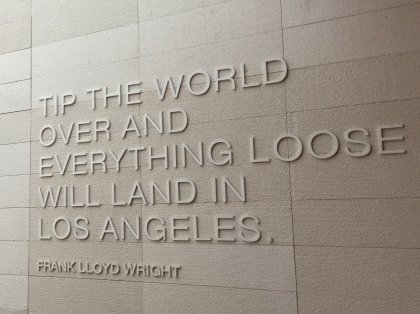 TIP THE WORLD
OVER AND
EVERYTHING LOOSE
WILL LAND IN
LOS ANGELES.
FRANK LLOYD WRIGHT